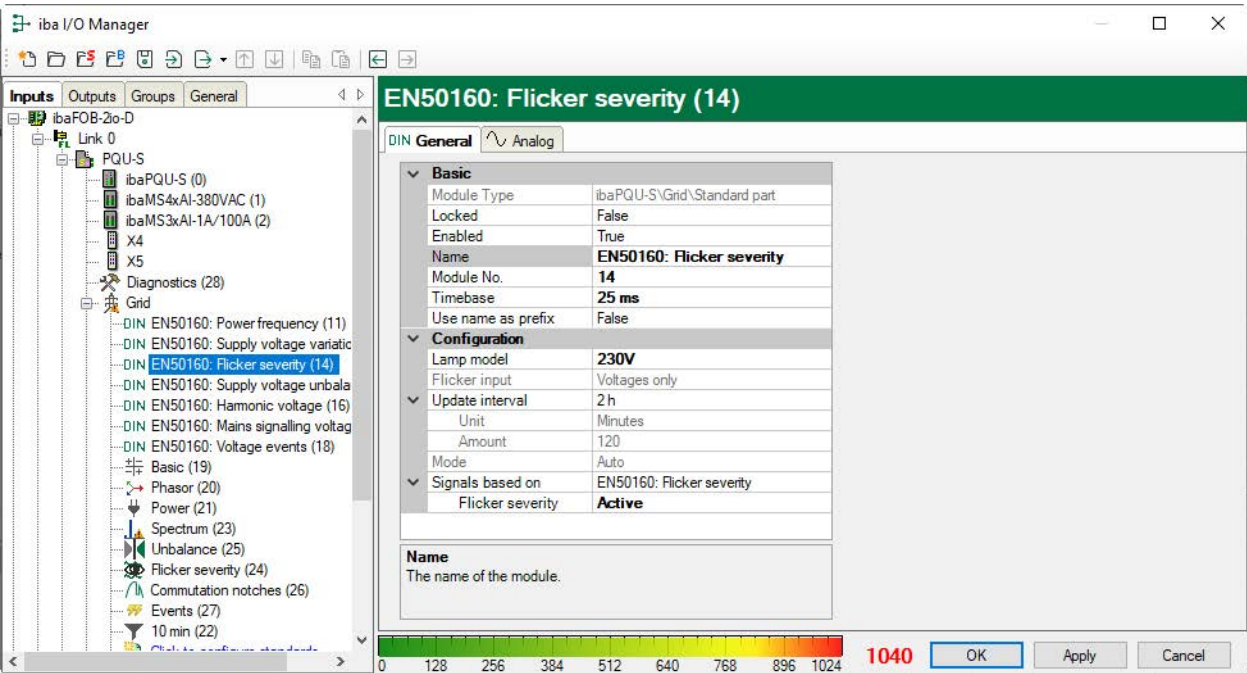 iba I/O Manager
Inputs Outputs Groups General
ibaFOB-2io-D
Link 0
PQU-S
ibaPQU-S (0)
ibaMS4xAI-380VAC (1)
ibaMS3xAI-1A/100A (2)
X4
X5
Diagnostics (28)
Grid
DIN EN50160: Power frequency (11)
DIN EN50160: Supply voltage variatio
DIN EN50160: Flicker severity (14)
DIN EN50160: Supply voltage unbala
DIN EN50160: Harmonic voltage (16)
DIN EN50160: Mains signalling voltag
DIN EN50160: Voltage events (18)
Basic (19)
Phasor (20)
Power (21)
Spectrum (23)
Unbalance (25)
Flicker severity (24)
Commutation notches (26)
Events (27)
10 min (22)
Click to configure standards
EN50160: Flicker severity (14)
DIN General Analog
Basic
Module Type ibaPQU-S\Grid\Standard part
Locked False
Enabled True
Name EN50160: Flicker severity
Module No. 14
Timebase 25 ms
Use name as prefix False
Configuration
Lamp model 230V
Flicker input Voltages only
Update interval 2 h
Unit Minutes
Amount 120
Mode Auto
Signals based on EN50160: Flicker severity
Flicker severity Active
Name
The name of the module.
0 128 256 384 512 640 768 896 1024
1040 OK Apply Cancel